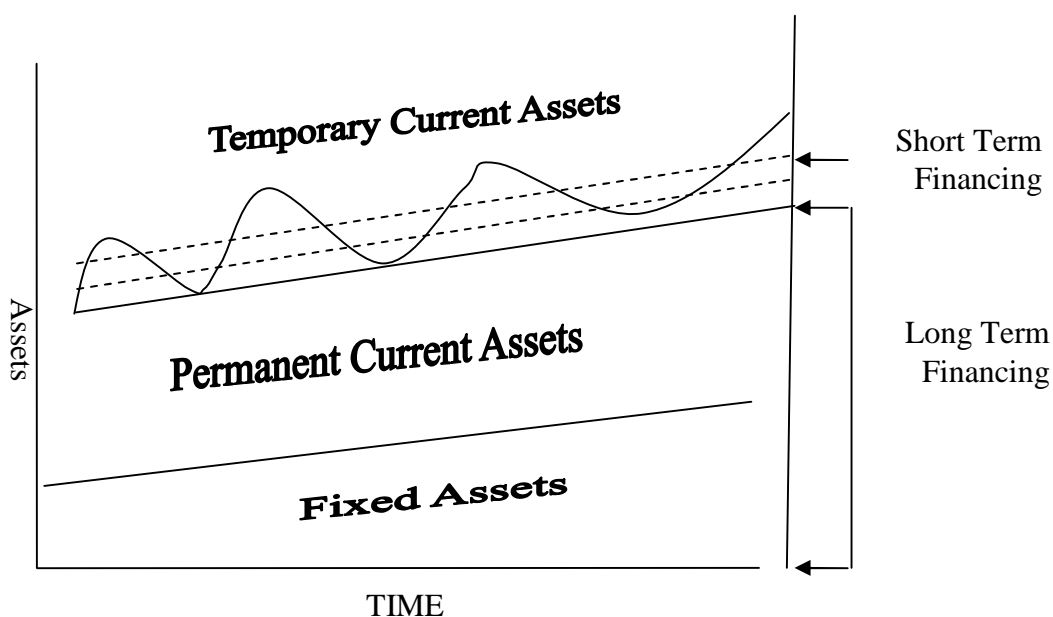 Temporary Current Assets
Short Term
Financing
Assets
Permanent Current Assets
Long Term
Financing
Fixed Assets
TIME